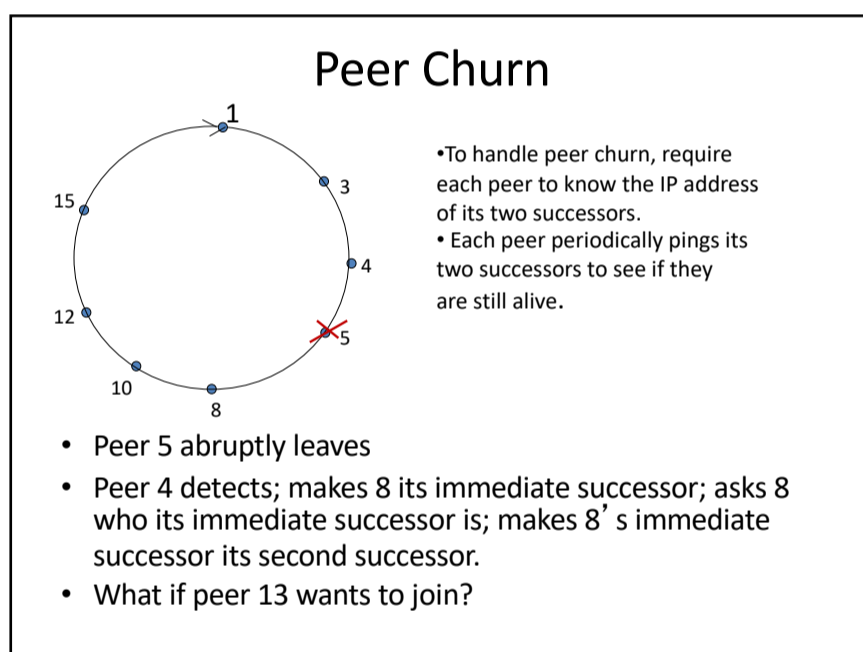 Peer Churn
1
3
4
5
8
10
12
15
•To handle peer churn, require
each peer to know the IP address
of its two successors.
• Each peer periodically pings its
two successors to see if they
are still alive.
• Peer 5 abruptly leaves
• Peer 4 detects; makes 8 its immediate successor; asks 8
who its immediate successor is; makes 8’ s immediate
successor its second successor.
• What if peer 13 wants to join?